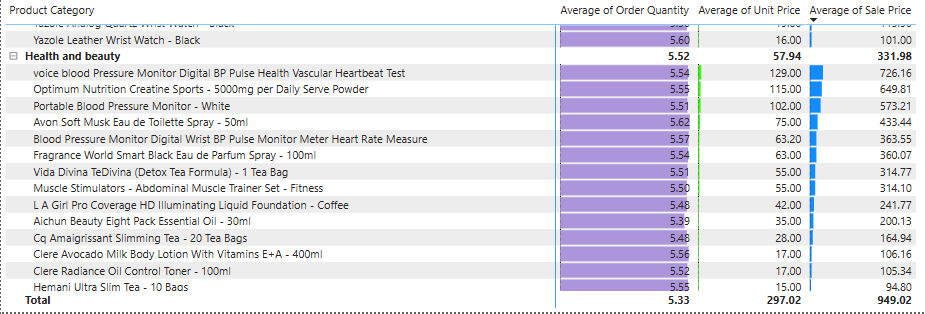 Product Category Average of Order Quantity Average of Unit Price Average of Sale Price
Yazole Leather Wrist Watch - Black 5.60 16.00 101.00
Health and beauty 5.52 57.94 331.98
voice blood Pressure Monitor Digital BP Pulse Health Vascular Heartbeat Test 5.54 129.00 726.16
Optimum Nutrition Creatine Sports - 5000mg per Daily Serve Powder 5.55 115.00 649.81
Portable Blood Pressure Monitor - White 5.51 102.00 573.21
Avon Soft Musk Eau de Toilette Spray - 50ml 5.62 75.00 433.44
Blood Pressure Monitor Digital Wrist BP Pulse Monitor Meter Heart Rate Measure 5.57 63.20 363.55
Fragrance World Smart Black Eau de Parfum Spray - 100ml 5.54 63.00 360.07
Vida Divina TeDivina (Detox Tea Formula) - 1 Tea Bag 5.51 55.00 314.77
Muscle Stimulators - Abdominal Muscle Trainer Set - Fitness 5.50 55.00 314.10
L A Girl Pro Coverage HD Illuminating Liquid Foundation - Coffee 5.48 42.00 241.77
Aichun Beauty Eight Pack Essential Oil - 30ml 5.39 35.00 200.13
Cq Amaigrissant Slimming Tea - 20 Tea Bags 5.48 28.00 164.94
Clere Avocado Milk Body Lotion With Vitamins E+A - 400ml 5.56 17.00 106.16
Clere Radiance Oil Control Toner - 100ml 5.52 17.00 105.34
Hemani Ultra Slim Tea - 10 Bags 5.55 15.00 94.80
Total 5.33 297.02 949.02